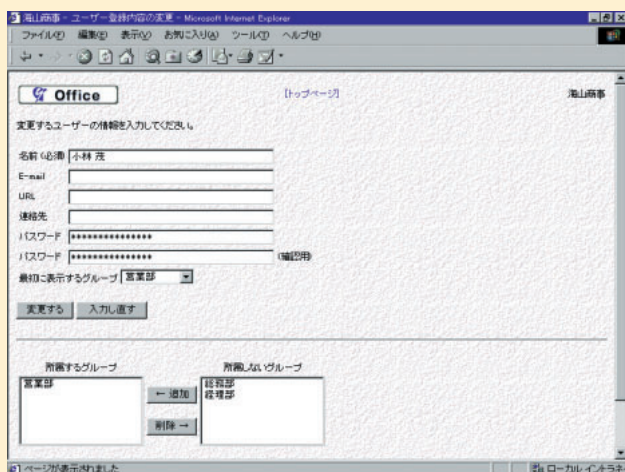 海山商事 - ユーザー登録内容の変更 - Microsoft Internet Explorer
ファイル(F) 編集(E) 表示(V) お気に入り(A) ツール(T) ヘルプ(H)
Office [トップページ] 海山商事
変更するユーザーの情報を入力してください。
名前(必須) 小林 茂
E-mail
URL
連絡先
パスワード ***************
パスワード *************** (確認用)
最初に表示するグループ 営業部
変更する 入力し直す
所属するグループ 所属しないグループ
営業部 総務部
経理部
← 追加
削除 →
ページが表示されました ローカル イントラネ